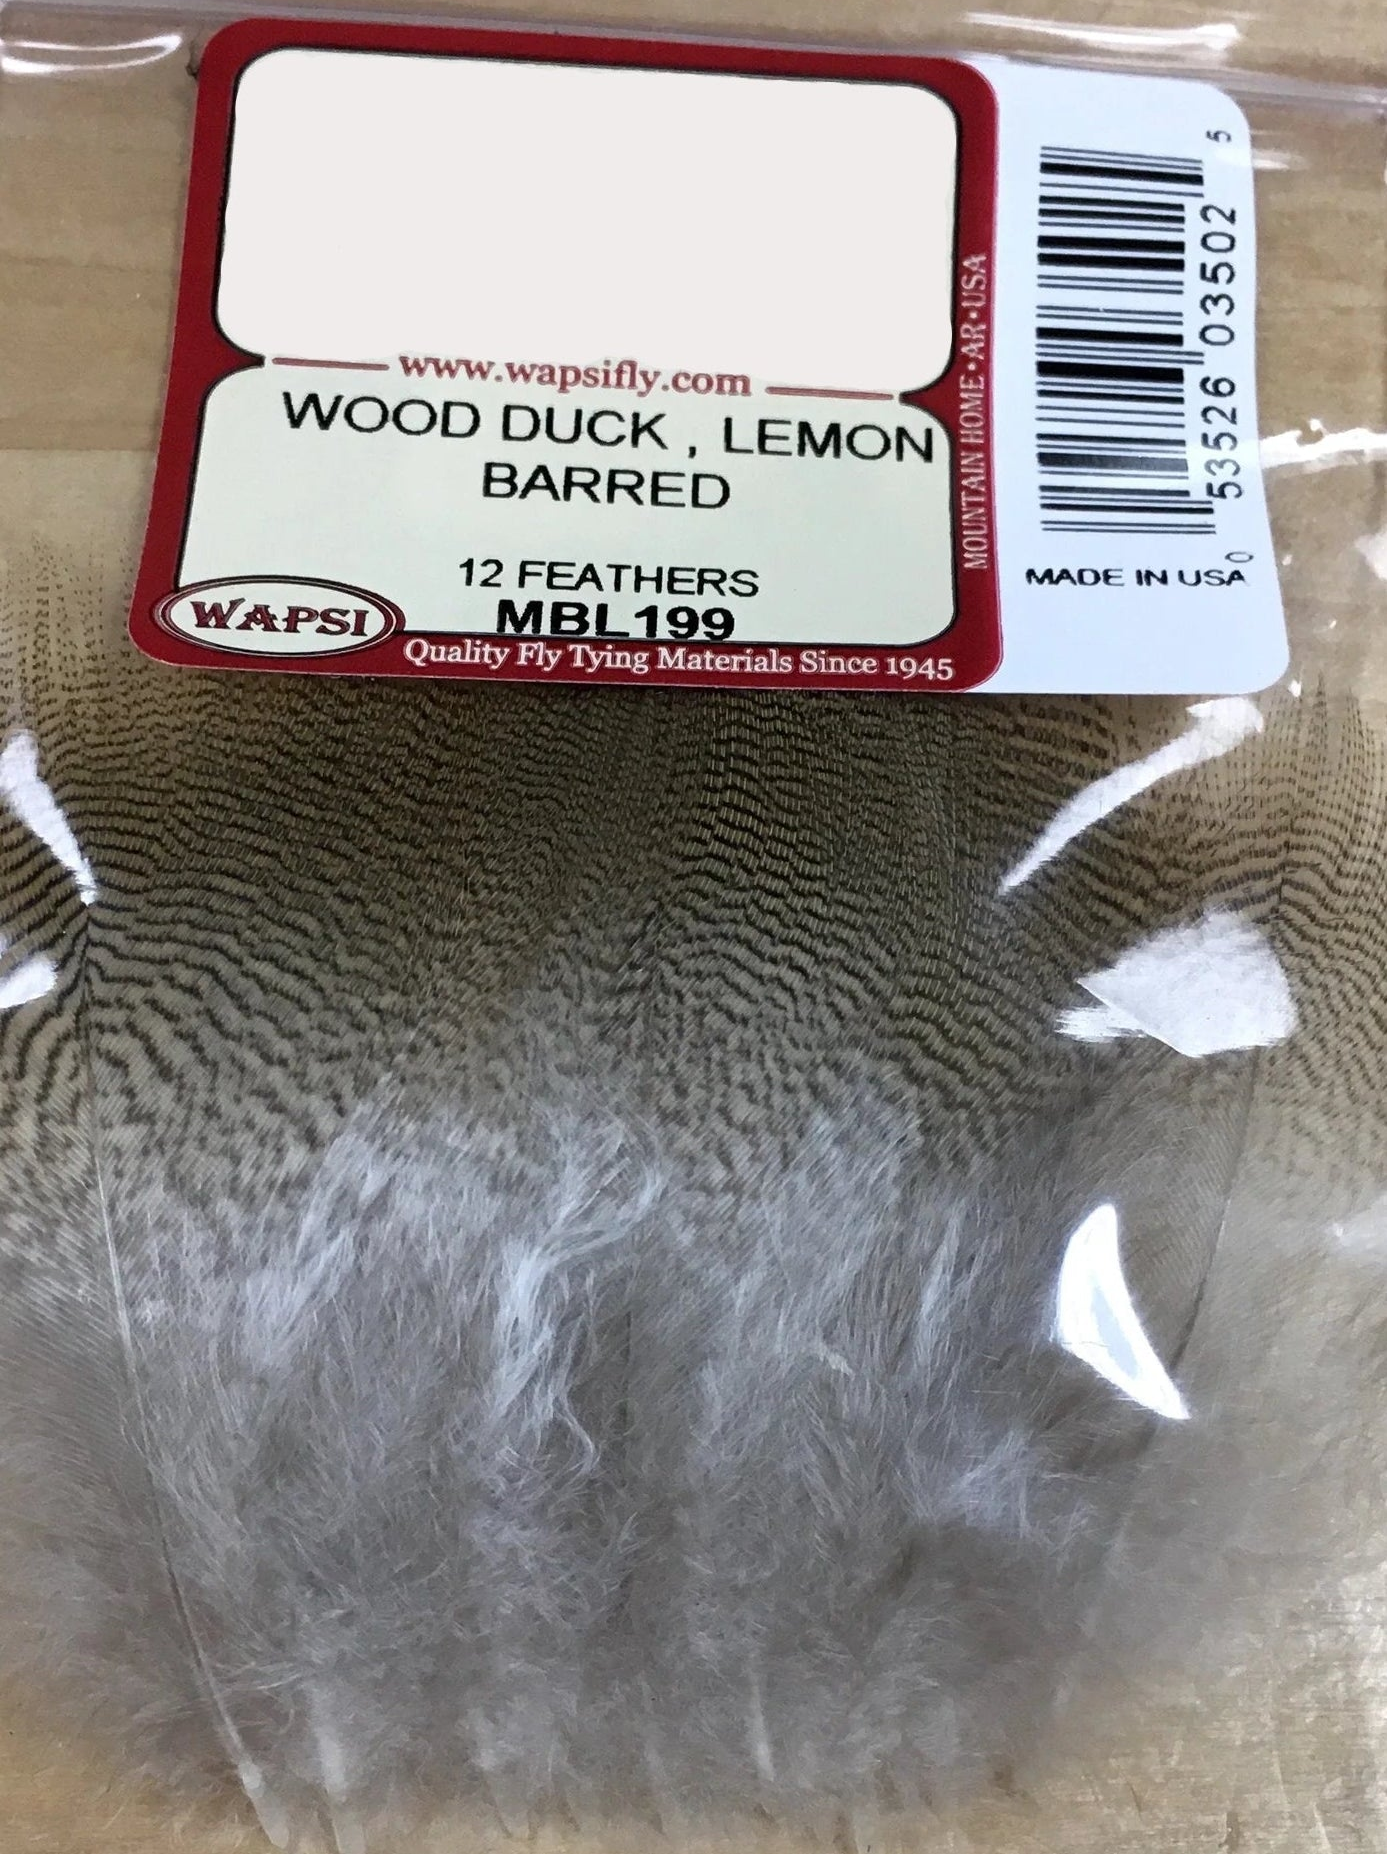 www.wapsifly.com
WOOD DUCK , LEMON
BARRED
12 FEATHERS
MBL199
WAPSI
Quality Fly Tying Materials Since 1945
MOUNTAIN HOME • AR • USA
0 53526 03502 5
MADE IN USA